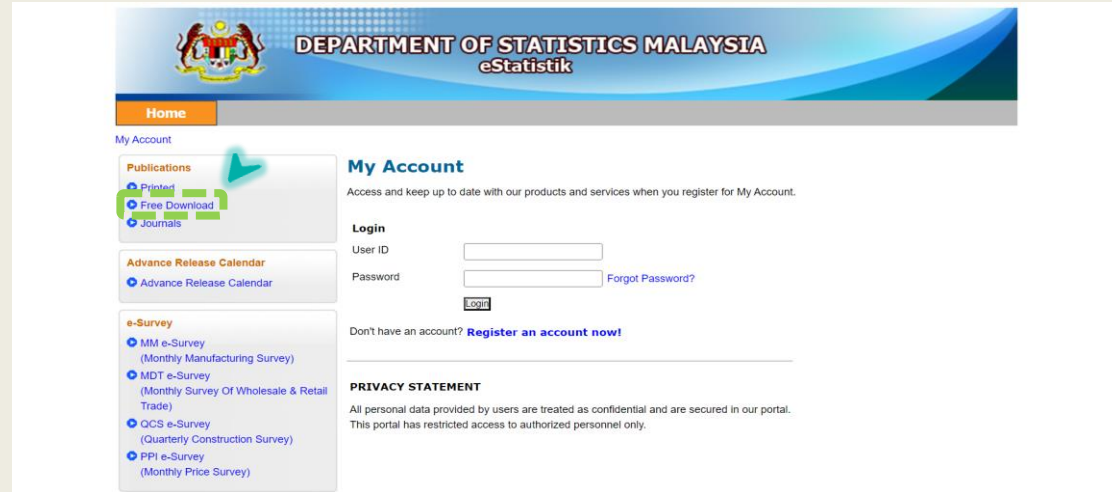 DEPARTMENT OF STATISTICS MALAYSIA
eStatistik
Home
My Account
Publications
Printed
Free Download
Journals
Advance Release Calendar
Advance Release Calendar
e-Survey
MM e-Survey
(Monthly Manufacturing Survey)
MDT e-Survey
(Monthly Survey Of Wholesale & Retail
Trade)
QCS e-Survey
(Quarterly Construction Survey)
PPI e-Survey
(Monthly Price Survey)
My Account
Access and keep up to date with our products and services when you register for My Account.
Login
User ID
Password
Forgot Password?
Login
Don't have an account? Register an account now!
PRIVACY STATEMENT
All personal data provided by users are treated as confidential and are secured in our portal.
This portal has restricted access to authorized personnel only.